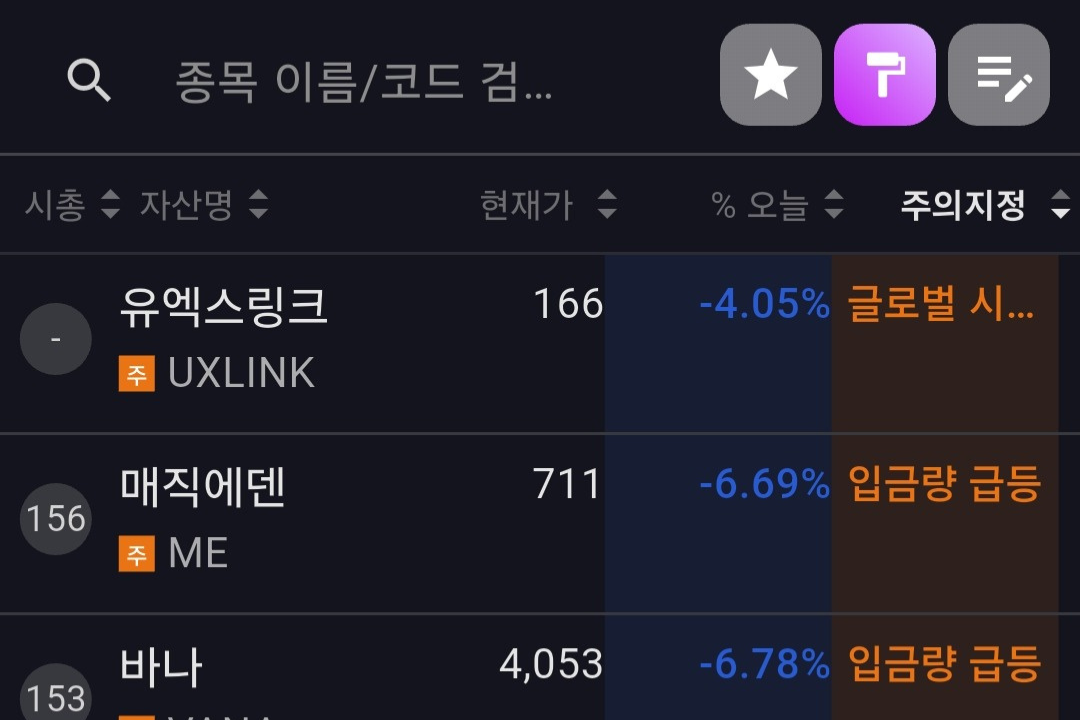 종목 이름/코드 검...
시총 자산명 현재가 % 오늘 주의지정
- 유엑스링크 166 -4.05% 글로벌 시...
주 UXLINK
156 매직에덴 711 -6.69% 입금량 급등
주 ME
153 바나 4,053 -6.78% 입금량 급등